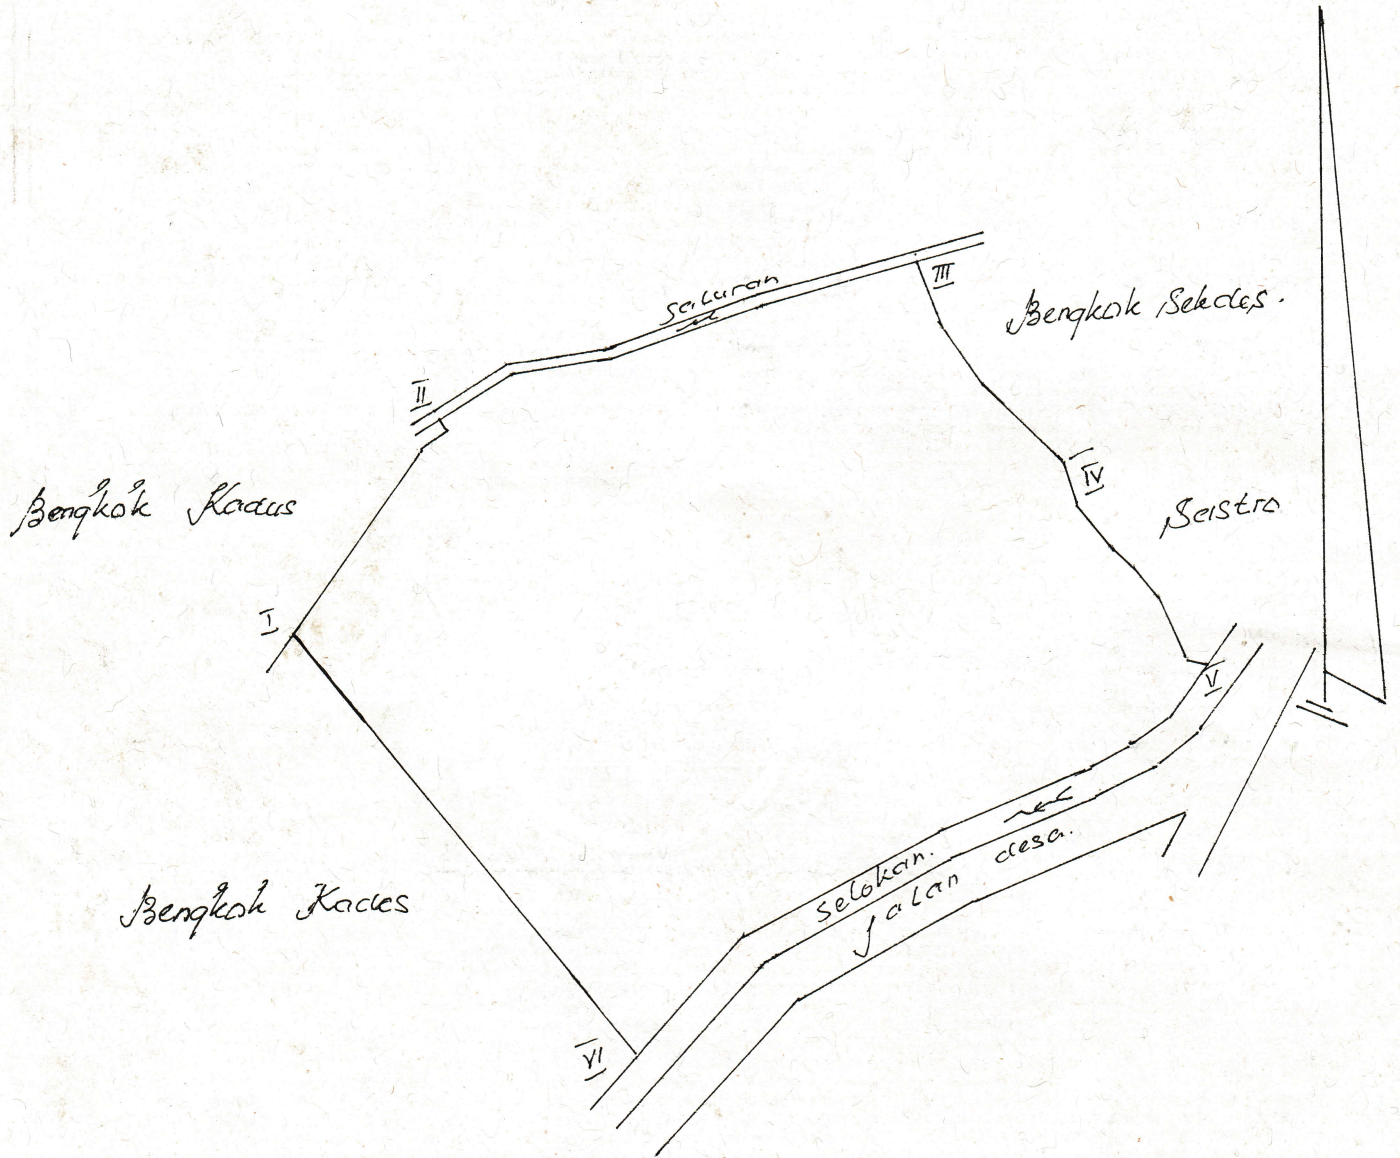 saluran
III
Bengkok Sekdes.
II
IV
Bengkok Kadus
Sastro
I
V
selokan.
jalan desa.
Bengkok Kades
VI